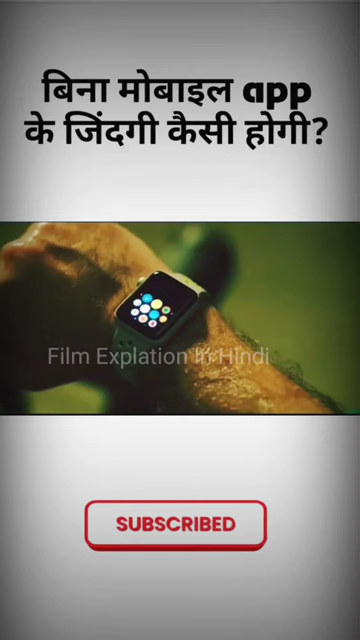 बिना मोबाइल app
के जिंदगी कैसी होगी?
Film Explation In Hindi
SUBSCRIBED